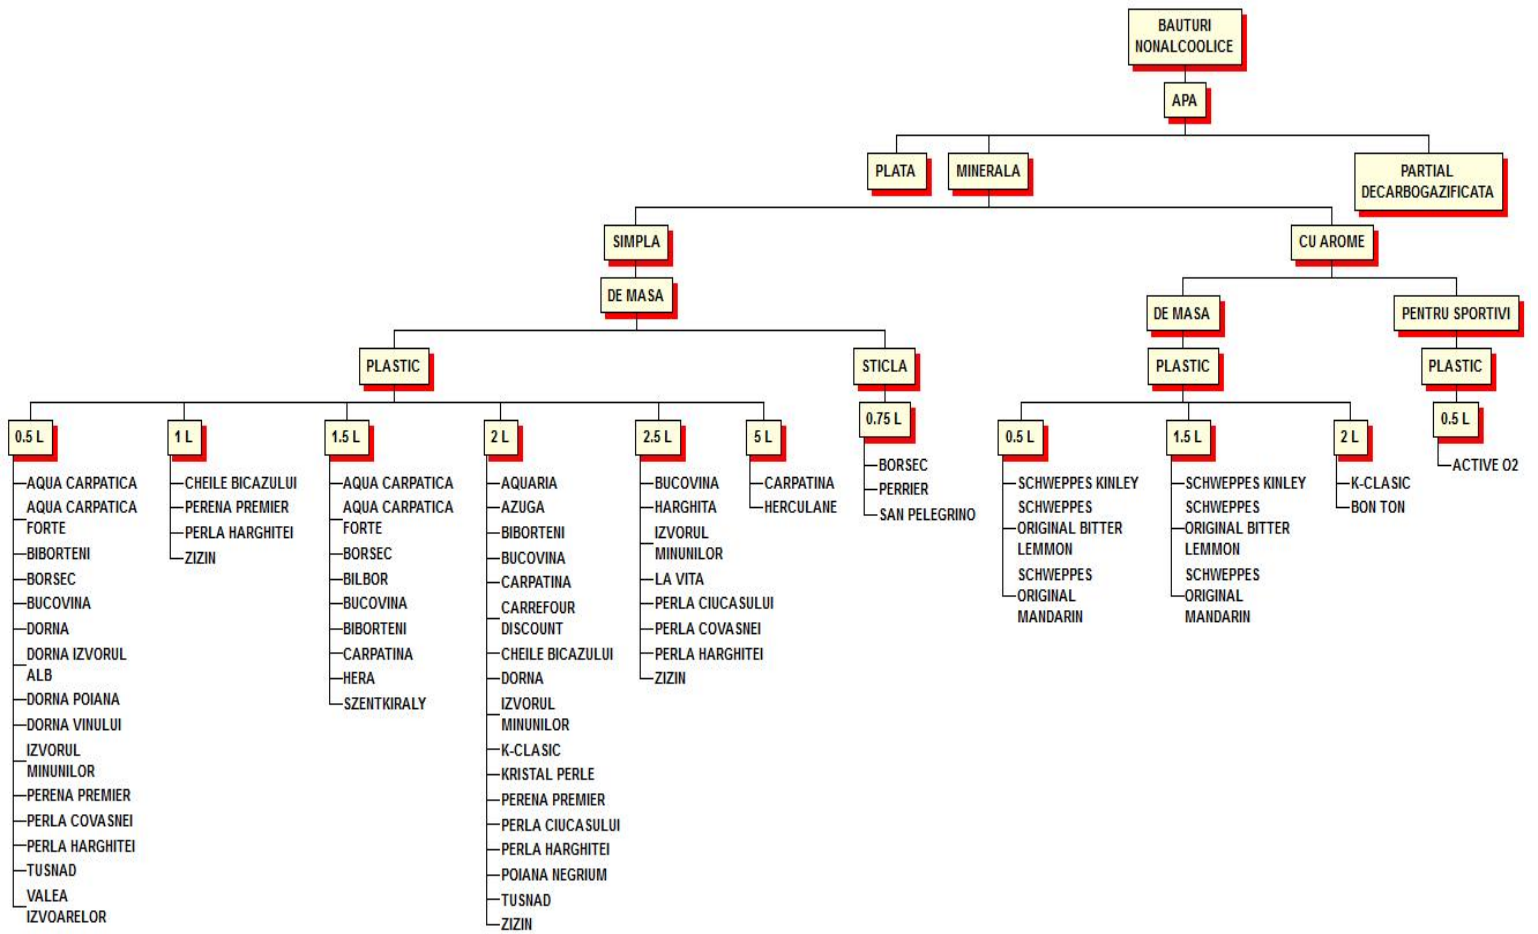 BAUTURI
NONALCOOLICE
APA
PLATA
MINERALA
PARTIAL
DECARBOGAZIFICATA
SIMPLA
CU AROME
DE MASA
DE MASA
PENTRU SPORTIVI
PLASTIC
STICLA
PLASTIC
PLASTIC
0.5 L
AQUA CARPATICA
AQUA CARPATICA
FORTE
BIBORTENI
BORSEC
BUCOVINA
DORNA
DORNA IZVORUL
ALB
DORNA POIANA
DORNA VINULUI
IZVORUL
MINUNILOR
PERENA PREMIER
PERLA COVASNEI
PERLA HARGHITEI
TUSNAD
VALEA
IZVOARELOR
1 L
CHEILE BICAZULUI
PERENA PREMIER
PERLA HARGHITEI
ZIZIN
1.5 L
AQUA CARPATICA
AQUA CARPATICA
FORTE
BORSEC
BILBOR
BUCOVINA
BIBORTENI
CARPATINA
HERA
SZENTKIRALY
2 L
AQUARIA
AZUGA
BIBORTENI
BUCOVINA
CARPATINA
CARREFOUR
DISCOUNT
CHEILE BICAZULUI
DORNA
IZVORUL
MINUNILOR
K-CLASIC
KRISTAL PERLE
PERENA PREMIER
PERLA CIUCASULUI
PERLA HARGHITEI
POIANA NEGRIUM
TUSNAD
ZIZIN
2.5 L
BUCOVINA
HARGHITA
IZVORUL
MINUNILOR
LA VITA
PERLA CIUCASULUI
PERLA COVASNEI
PERLA HARGHITEI
ZIZIN
5 L
CARPATINA
HERCULANE
0.75 L
BORSEC
PERRIER
SAN PELEGRINO
0.5 L
SCHWEPPES KINLEY
SCHWEPPES
ORIGINAL BITTER
LEMMON
SCHWEPPES
ORIGINAL
MANDARIN
1.5 L
SCHWEPPES KINLEY
SCHWEPPES
ORIGINAL BITTER
LEMMON
SCHWEPPES
ORIGINAL
MANDARIN
2 L
K-CLASIC
BON TON
0.5 L
ACTIVE O2